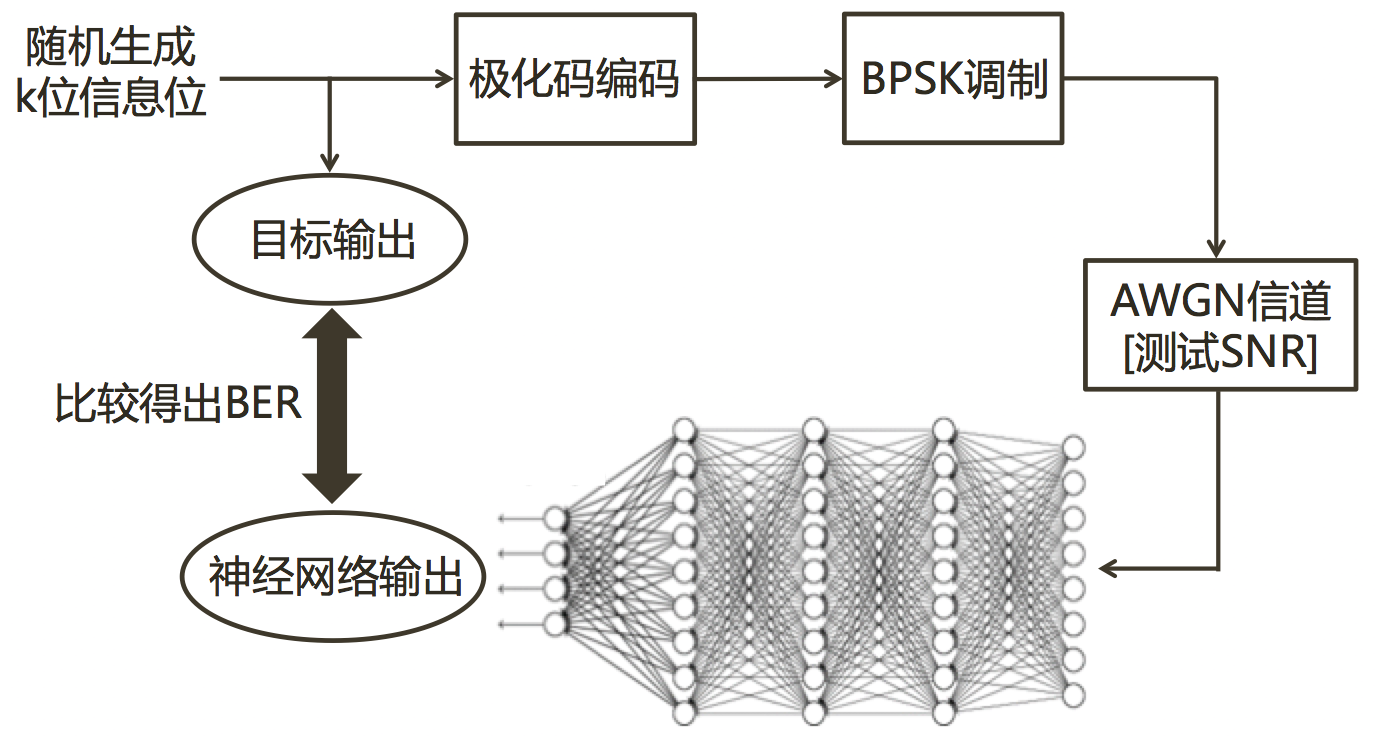 随机生成
k位信息位
极化码编码
BPSK调制
目标输出
AWGN信道
[测试SNR]
比较得出BER
神经网络输出